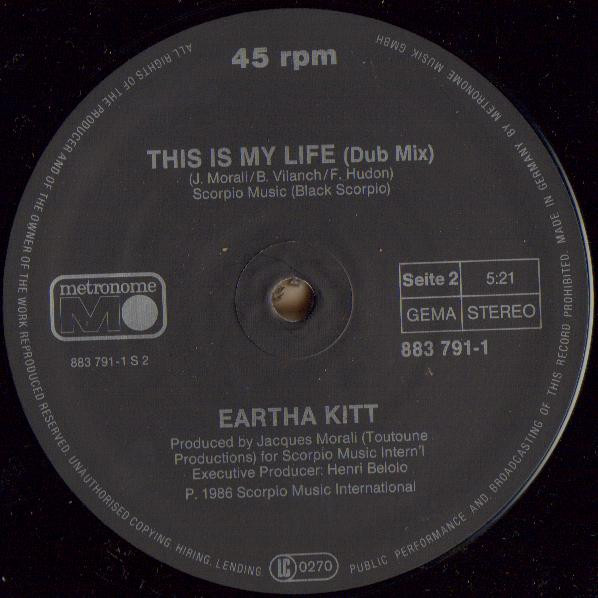 45 rpm
THIS IS MY LIFE (Dub Mix)
(J. Morali/B. Vilanch/F. Hudon)
Scorpio Music (Black Scorpio)
metronome
M
883 791-1 S 2
Seite 2 5:21
GEMA STEREO
883 791-1
EARTHA KITT
Produced by Jacques Morali (Toutoune
Productions) for Scorpio Music Intern'l
Executive Producer: Henri Belolo
P. 1986 Scorpio Music International
ALL RIGHTS OF THE PRODUCER AND OF THE OWNER OF THE WORK REPRODUCED RESERVED. UNAUTHORISED COPYING, HIRING, LENDING, LC 0270 PUBLIC PERFORMANCE AND BROADCASTING OF THIS RECORD PROHIBITED. MADE IN GERMANY BY METRONOME MUSIK GMBH